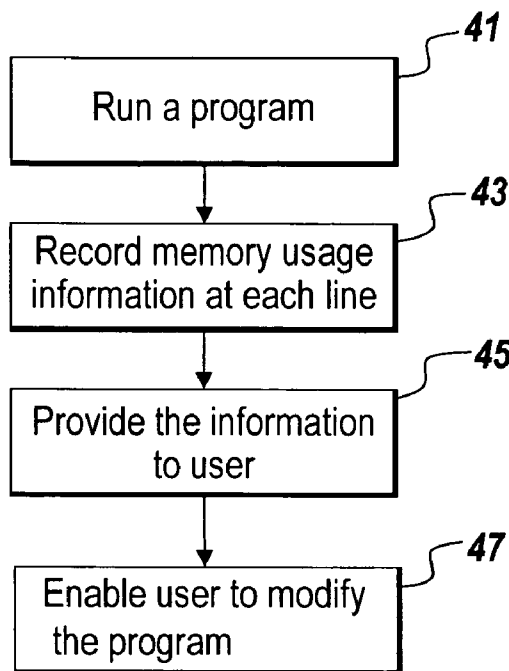 41
Run a program
43
Record memory usage
information at each line
45
Provide the information
to user
47
Enable user to modify
the program